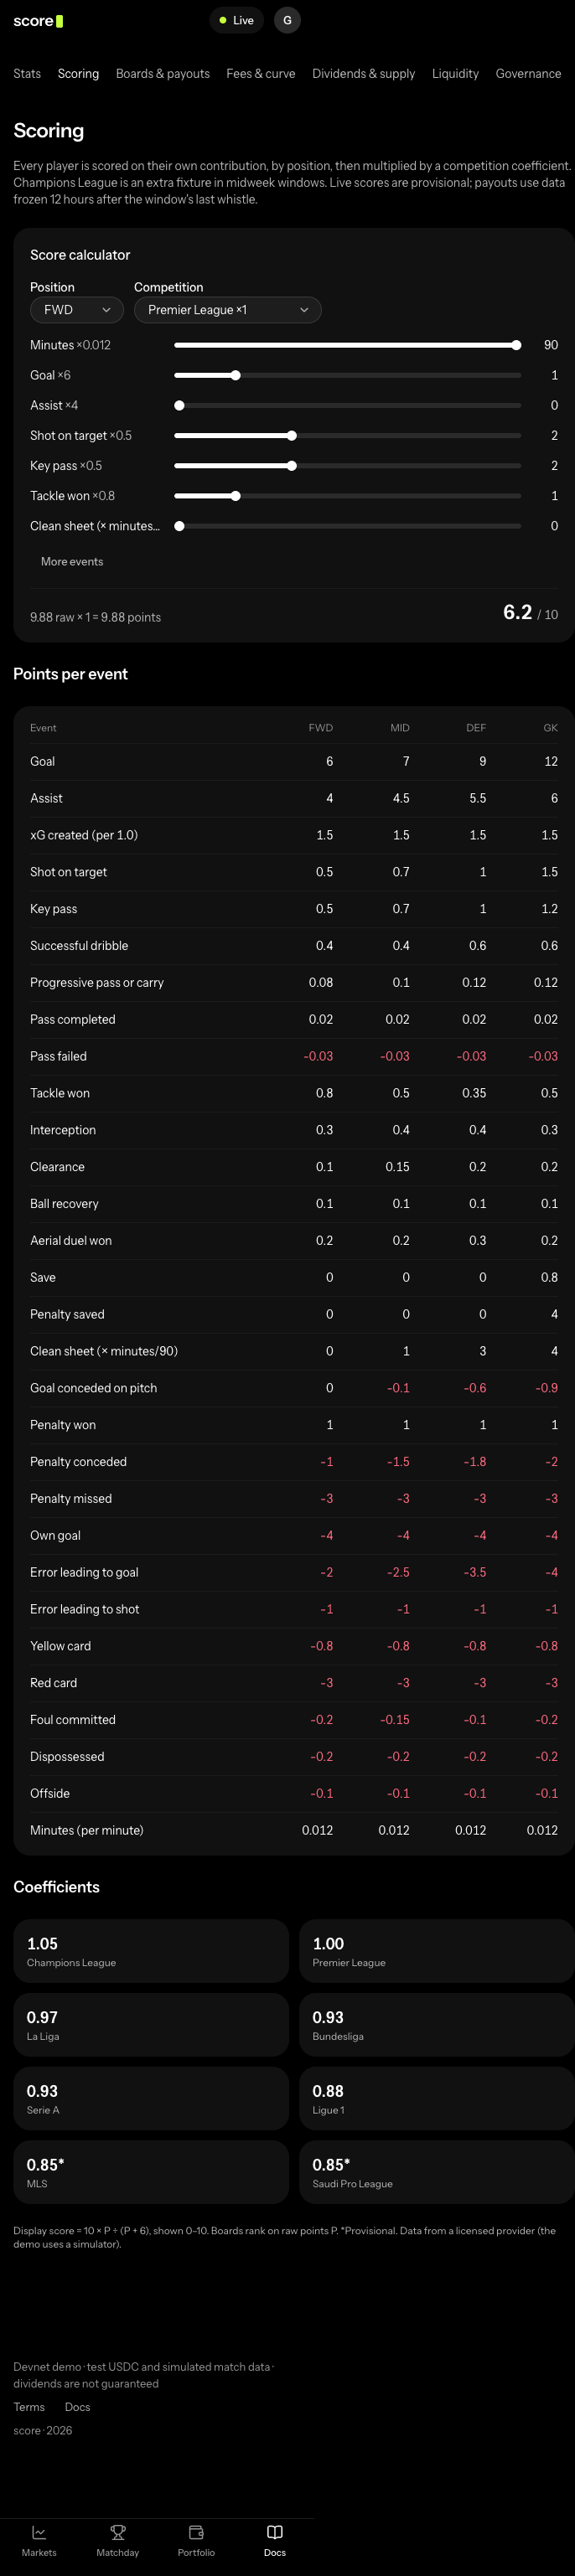 score
Live
G
Stats Scoring Boards & payouts Fees & curve Dividends & supply Liquidity Governance
Scoring
Every player is scored on their own contribution, by position, then multiplied by a competition coefficient.
Champions League is an extra fixture in midweek windows. Live scores are provisional; payouts use data
frozen 12 hours after the window's last whistle.
Score calculator
Position Competition
FWD Premier League ×1
Minutes ×0.012 90
Goal ×6 1
Assist ×4 0
Shot on target ×0.5 2
Key pass ×0.5 2
Tackle won ×0.8 1
Clean sheet (× minutes... 0
More events
9.88 raw × 1 = 9.88 points 6.2 / 10
Points per event
Event FWD MID DEF GK
Goal 6 7 9 12
Assist 4 4.5 5.5 6
xG created (per 1.0) 1.5 1.5 1.5 1.5
Shot on target 0.5 0.7 1 1.5
Key pass 0.5 0.7 1 1.2
Successful dribble 0.4 0.4 0.6 0.6
Progressive pass or carry 0.08 0.1 0.12 0.12
Pass completed 0.02 0.02 0.02 0.02
Pass failed -0.03 -0.03 -0.03 -0.03
Tackle won 0.8 0.5 0.35 0.5
Interception 0.3 0.4 0.4 0.3
Clearance 0.1 0.15 0.2 0.2
Ball recovery 0.1 0.1 0.1 0.1
Aerial duel won 0.2 0.2 0.3 0.2
Save 0 0 0 0.8
Penalty saved 0 0 0 4
Clean sheet (× minutes/90) 0 1 3 4
Goal conceded on pitch 0 -0.1 -0.6 -0.9
Penalty won 1 1 1 1
Penalty conceded -1 -1.5 -1.8 -2
Penalty missed -3 -3 -3 -3
Own goal -4 -4 -4 -4
Error leading to goal -2 -2.5 -3.5 -4
Error leading to shot -1 -1 -1 -1
Yellow card -0.8 -0.8 -0.8 -0.8
Red card -3 -3 -3 -3
Foul committed -0.2 -0.15 -0.1 -0.2
Dispossessed -0.2 -0.2 -0.2 -0.2
Offside -0.1 -0.1 -0.1 -0.1
Minutes (per minute) 0.012 0.012 0.012 0.012
Coefficients
1.05 1.00
Champions League Premier League
0.97 0.93
La Liga Bundesliga
0.93 0.88
Serie A Ligue 1
0.85* 0.85*
MLS Saudi Pro League
Display score = 10 × P ÷ (P + 6), shown 0–10. Boards rank on raw points P. *Provisional. Data from a licensed provider (the
demo uses a simulator).
Devnet demo · test USDC and simulated match data ·
dividends are not guaranteed
Terms Docs
score · 2026
Markets Matchday Portfolio Docs